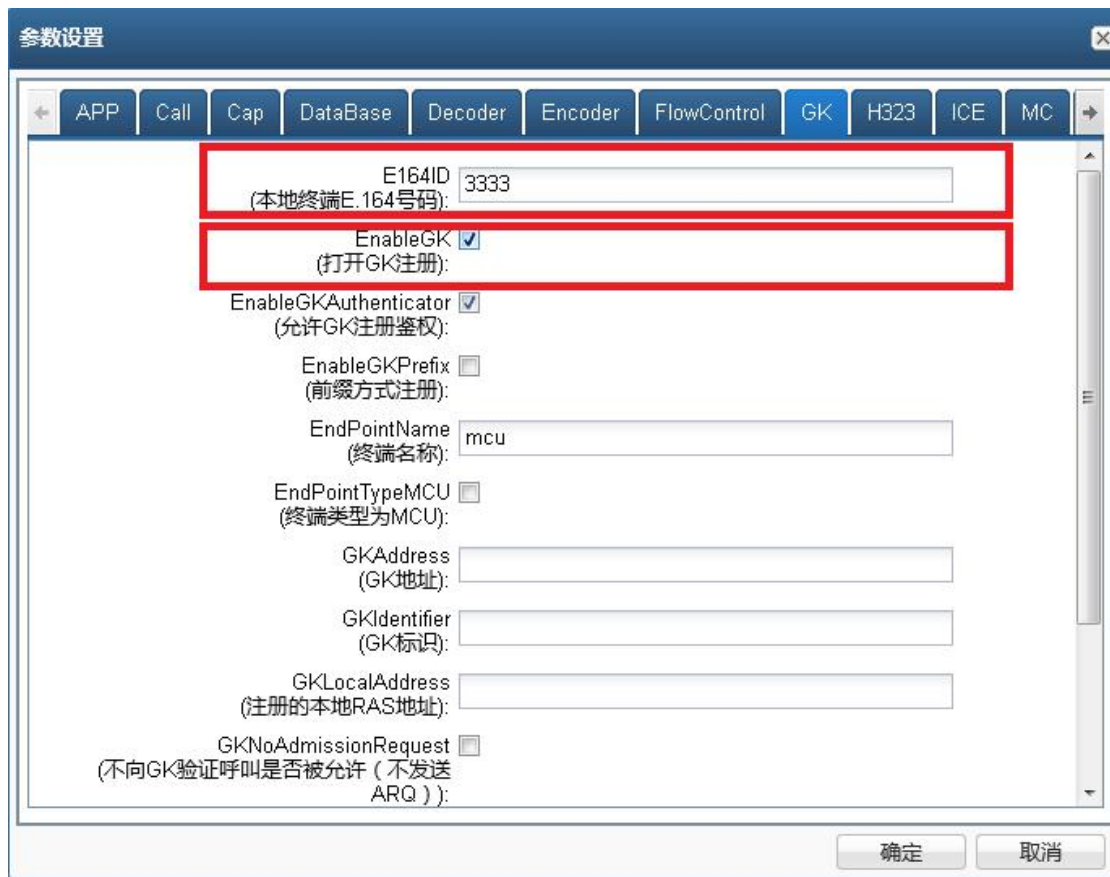 参数设置
APP Call Cap DataBase Decoder Encoder FlowControl GK H323 ICE MC
E164ID
(本地终端E.164号码):
3333
EnableGK
(打开GK注册):
EnableGKAuthenticator
(允许GK注册鉴权):
EnableGKPrefix
(前缀方式注册):
EndPointName
(终端名称):
mcu
EndPointTypeMCU
(终端类型为MCU):
GKAddress
(GK地址):
GKIdentifier
(GK标识):
GKLocalAddress
(注册的本地RAS地址):
GKNoAdmissionRequest
(不向GK验证呼叫是否被允许(不发送
ARQ)):
确定 取消